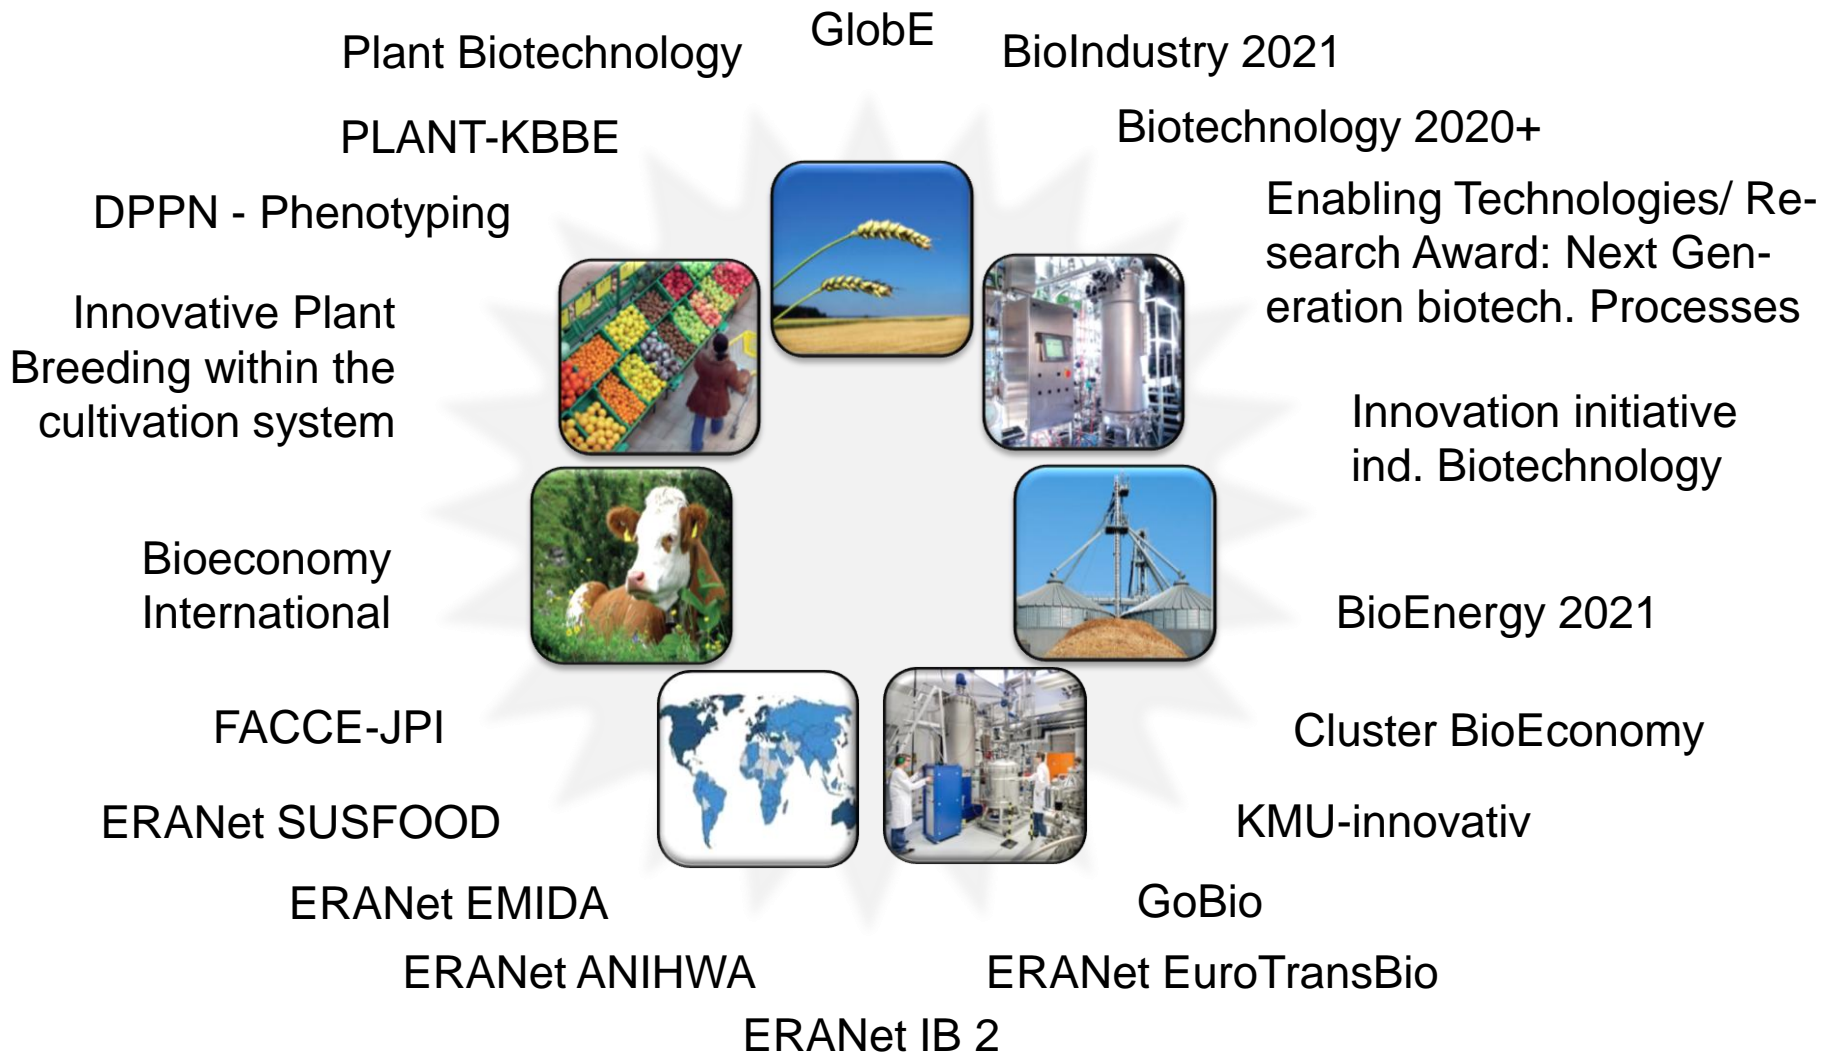 GlobE
Plant Biotechnology
BioIndustry 2021
PLANT-KBBE
Biotechnology 2020+
DPPN - Phenotyping
Enabling Technologies/ Re-
search Award: Next Gen-
eration biotech. Processes
Innovative Plant
Breeding within the
cultivation system
Innovation initiative
ind. Biotechnology
Bioeconomy
International
BioEnergy 2021
FACCE-JPI
Cluster BioEconomy
ERANet SUSFOOD
KMU-innovativ
ERANet EMIDA
GoBio
ERANet ANIHWA
ERANet EuroTransBio
ERANet IB 2